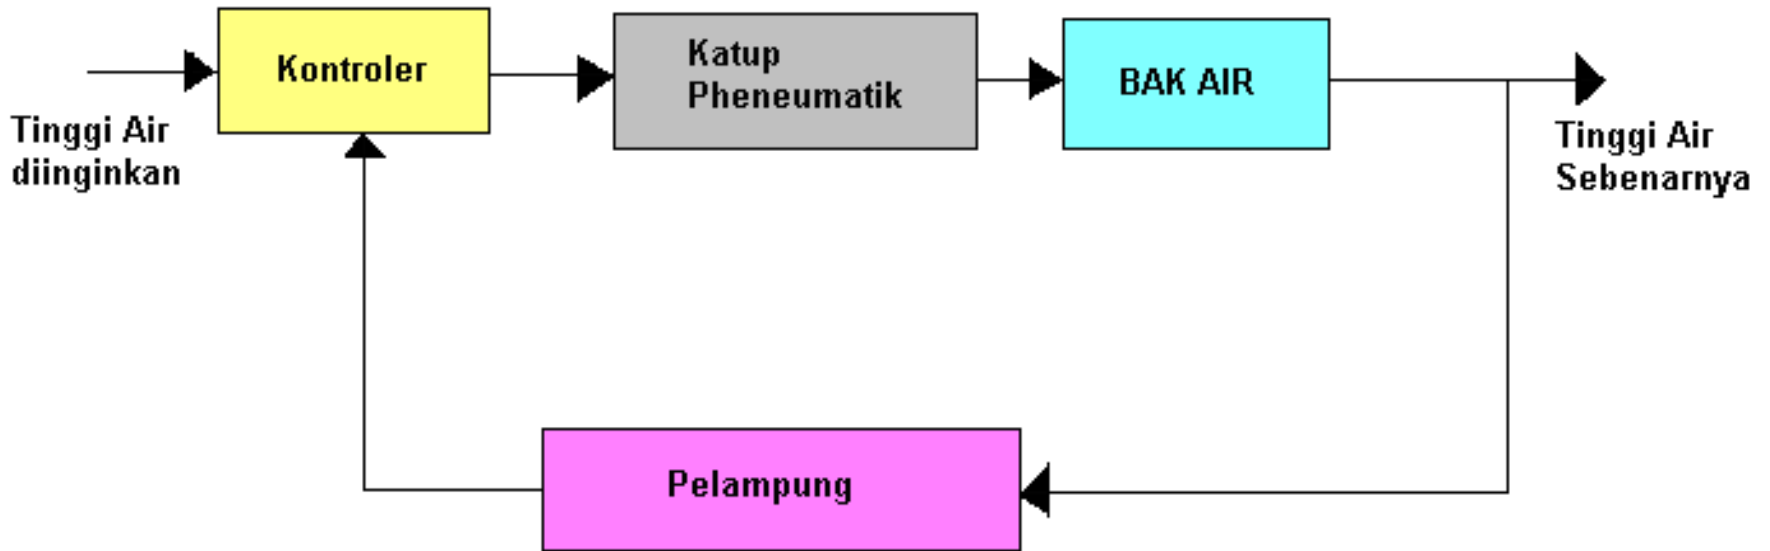 Kontroler
Katup
Pheneumatik
BAK AIR
Tinggi Air
diinginkan
Tinggi Air
Sebenarnya
Pelampung